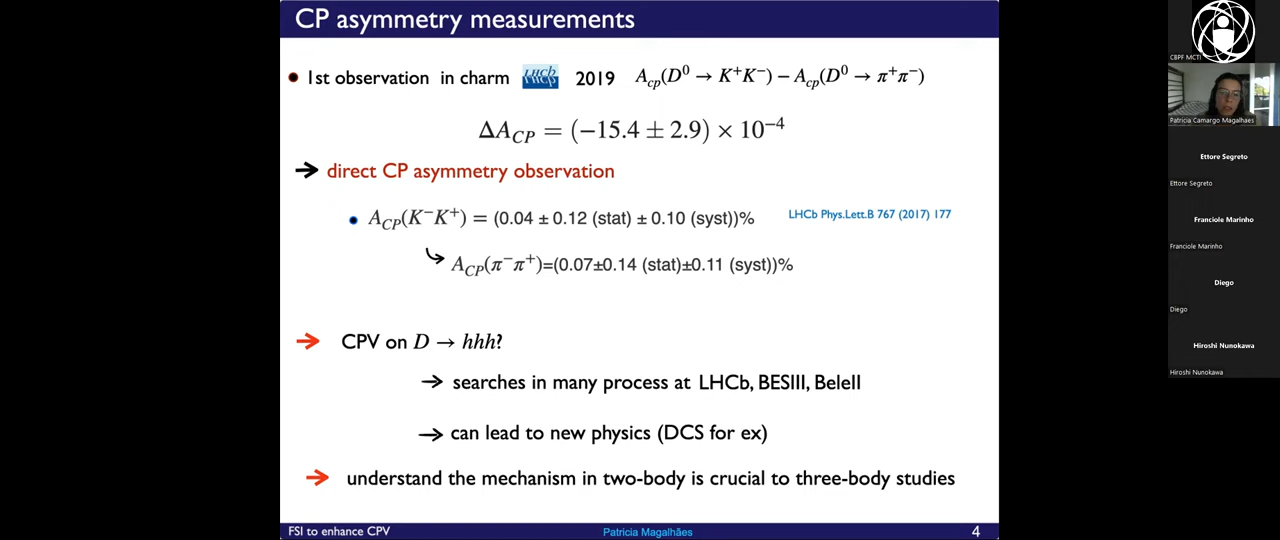 CP asymmetry measurements
1st observation in charm LHCb 2019 A_cp(D^0 → K^+K^-) − A_cp(D^0 → π^+π^-)
ΔA_CP = (−15.4 ± 2.9) × 10^−4
direct CP asymmetry observation
A_CP(K^-K^+) = (0.04 ± 0.12 (stat) ± 0.10 (syst))% LHCb Phys.Lett.B 767 (2017) 177
A_CP(π^-π^+)=(0.07±0.14 (stat)±0.11 (syst))%
CPV on D → hhh?
searches in many process at LHCb, BESIII, BeleII
can lead to new physics (DCS for ex)
understand the mechanism in two-body is crucial to three-body studies
FSI to enhance CPV Patricia Magalhães 4
CBPF MCTI
Patricia Camargo Magalhaes
Ettore Segreto
Ettore Segreto
Franciole Marinho
Franciole Marinho
Diego
Diego
Hiroshi Nunokawa
Hiroshi Nunokawa